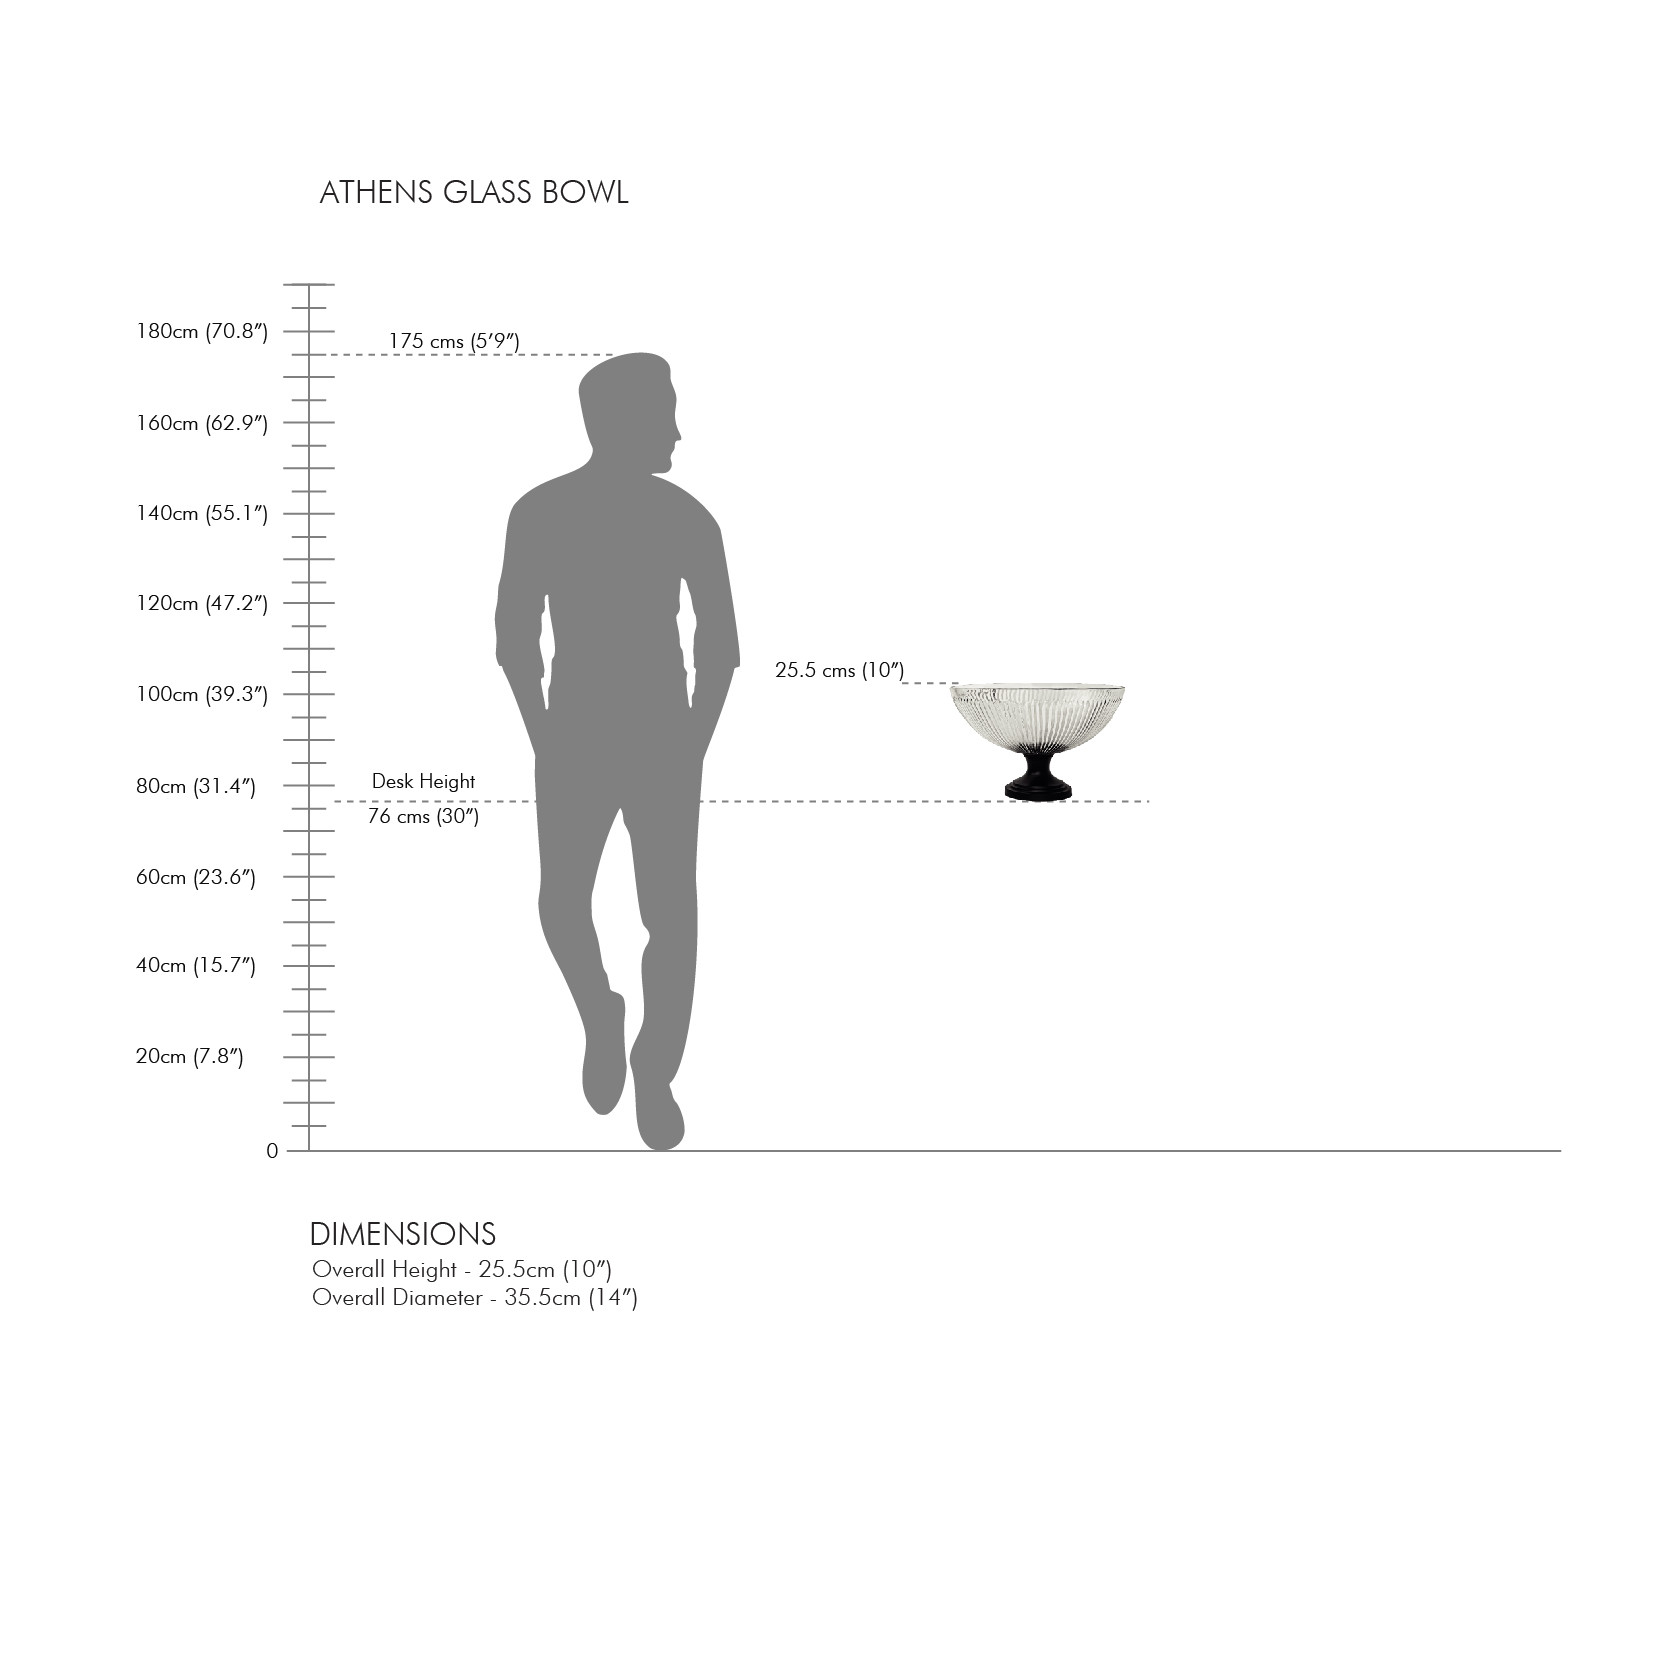 ATHENS GLASS BOWL
180cm (70.8”)
175 cms (5’9”)
160cm (62.9”)
140cm (55.1”)
120cm (47.2”)
25.5 cms (10”)
100cm (39.3”)
Desk Height
80cm (31.4”)
76 cms (30”)
60cm (23.6”)
40cm (15.7”)
20cm (7.8”)
0
DIMENSIONS
Overall Height - 25.5cm (10”)
Overall Diameter - 35.5cm (14”)